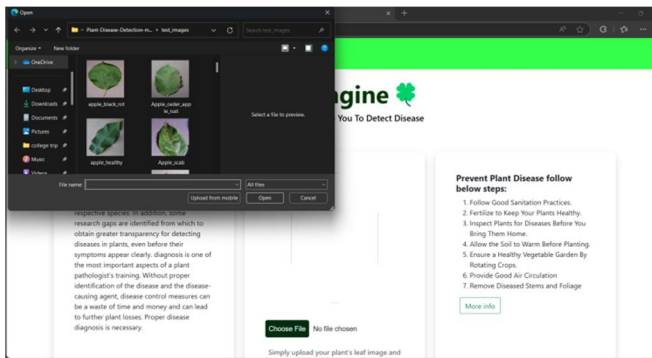 Open
Plant-Disease-Detection-m... > test_images
Search test_images
Organize
New folder
OneDrive
Desktop
Downloads
Documents
Pictures
college trip
Music
Videos
apple_black_rot
Apple_ceder_app
le_rust
apple_healthy
Apple_scab
Select a file to preview.
File name:
All files
Upload from mobile
Open
Cancel
gine
You To Detect Disease
respective species. In addition, some
research gaps are identified from which to
obtain greater transparency for detecting
diseases in plants, even before their
symptoms appear clearly. diagnosis is one of
the most important aspects of a plant
pathologist's training. Without proper
identification of the disease and the disease-
causing agent, disease control measures can
be a waste of time and money and can lead
to further plant losses. Proper disease
diagnosis is necessary.
Choose File No file chosen
Simply upload your plant's leaf image and
Prevent Plant Disease follow
below steps:
1. Follow Good Sanitation Practices.
2. Fertilize to Keep Your Plants Healthy.
3. Inspect Plants for Diseases Before You
Bring Them Home.
4. Allow the Soil to Warm Before Planting.
5. Ensure a Healthy Vegetable Garden By
Rotating Crops.
6. Provide Good Air Circulation
7. Remove Diseased Stems and Foliage
More info